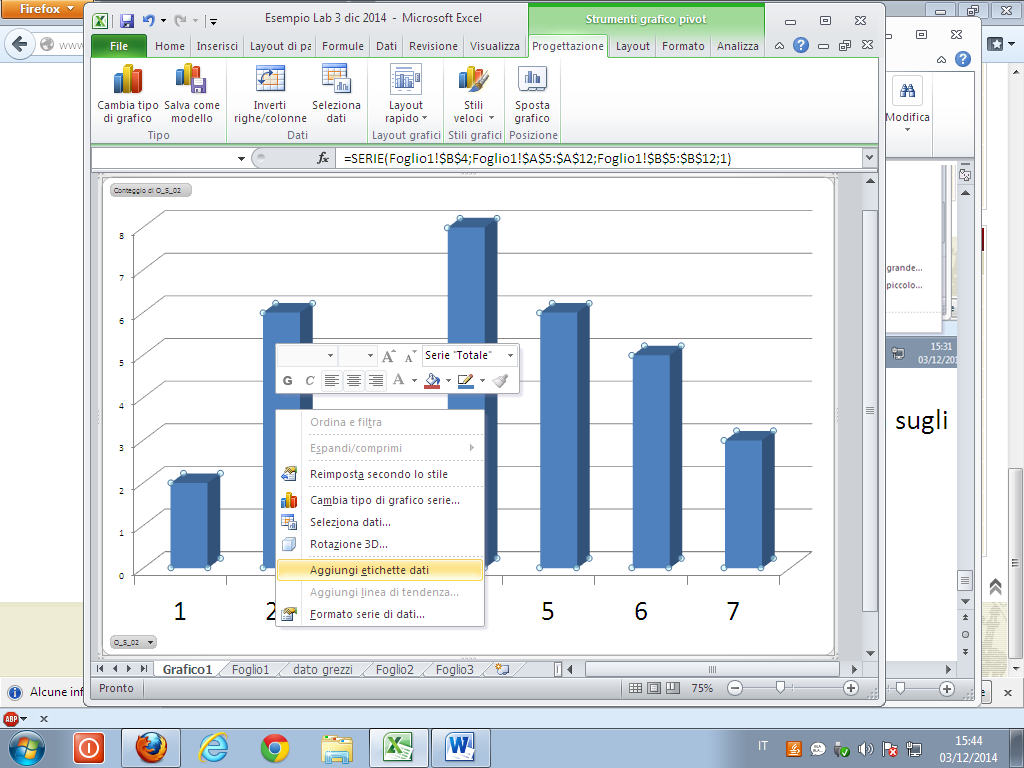 Firefox
www
Esempio Lab 3 dic 2014 - Microsoft Excel
Strumenti grafico pivot
File Home Inserisci Layout di pa Formule Dati Revisione Visualizza Progettazione Layout Formato Analizza
Cambia tipo di grafico
Salva come modello
Inverti righe/colonne
Seleziona dati
Layout rapido
Stili veloci
Sposta grafico
Modifica
Tipo Dati Layout grafici Stili grafici Posizione
fx =SERIE(Foglio1!$B$4;Foglio1!$A$5:$A$12;Foglio1!$B$5:$B$12;1)
Conteggio di O_S_02
8
7
6
5
4
3
2
1
0
1 2 5 6 7
O_S_02
Serie "Totale"
G C A
Ordina e filtra
Espandi/comprimi
Reimposta secondo lo stile
Cambia tipo di grafico serie...
Seleziona dati...
Rotazione 3D...
Aggiungi etichette dati
Aggiungi linea di tendenza...
Formato serie di dati...
grande...
piccolo...
15:31
03/12/201
sugli
Grafico1 Foglio1 dato grezzi Foglio2 Foglio3
Pronto 75%
Alcune inf
ABP
IT
15:44
03/12/2014